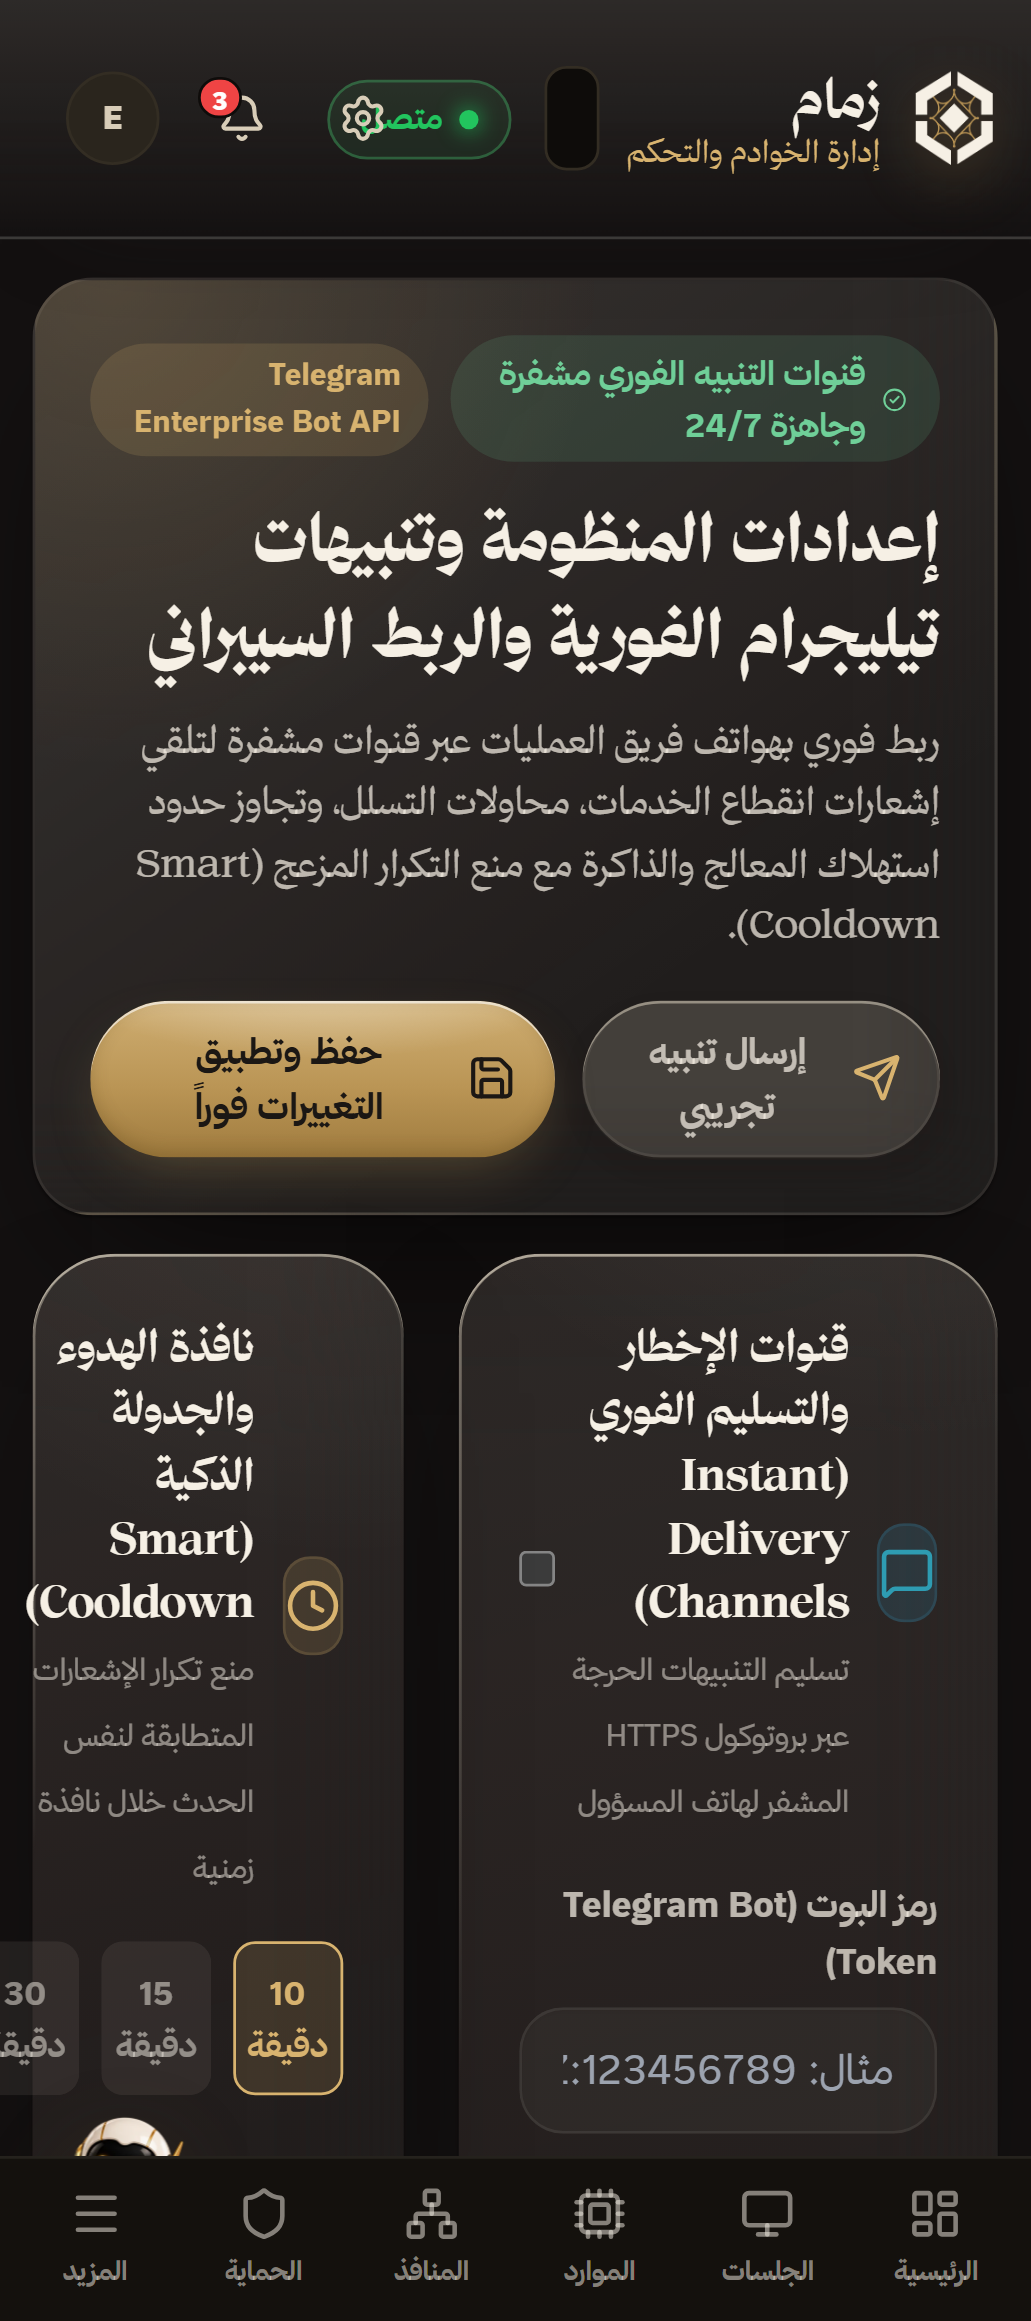 زمام
إدارة الخوادم والتحكم
متصل
3
E
قنوات التنبيه الفوري مشفرة
وجاهزة 24/7
Telegram
Enterprise Bot API
إعدادات المنظومة وتنبيهات
تيليجرام الفورية والربط السيبراني
ربط فوري بهواتف فريق العمليات عبر قنوات مشفرة لتلقي
إشعارات انقطاع الخدمات، محاولات التسلل، وتجاوز حدود
استهلاك المعالج والذاكرة مع منع التكرار المزعج (Smart
Cooldown).
إرسال تنبيه
تجريبي
حفظ وتطبيق
التغييرات فوراً
قنوات الإخطار
والتسليم الفوري
(Instant
Delivery
Channels)
تسليم التنبيهات الحرجة
عبر بروتوكول HTTPS
المشفر لهاتف المسؤول
رمز البوت (Telegram Bot
Token)
مثال: 123456789:
نافذة الهدوء
والجدولة
الذكية
(Smart
Cooldown)
منع تكرار الإشعارات
المتطابقة لنفس
الحدث خلال نافذة
زمنية
10
دقيقة
15
دقيقة
30
دقيقة
الرئيسية
الجلسات
الموارد
المنافذ
الحماية
المزيد